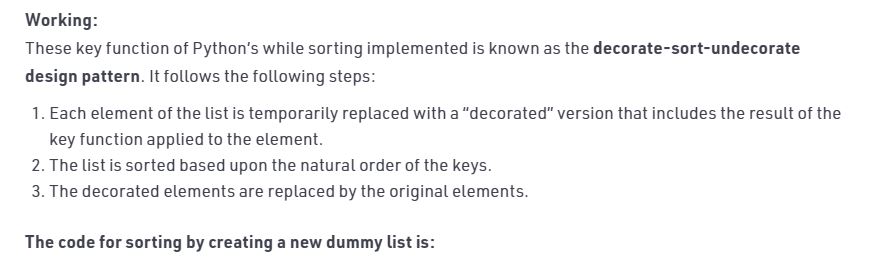 Working:
These key function of Python's while sorting implemented is known as the decorate-sort-undecorate
design pattern. It follows the following steps:
1. Each element of the list is temporarily replaced with a “decorated” version that includes the result of the
key function applied to the element.
2. The list is sorted based upon the natural order of the keys.
3. The decorated elements are replaced by the original elements.
The code for sorting by creating a new dummy list is: